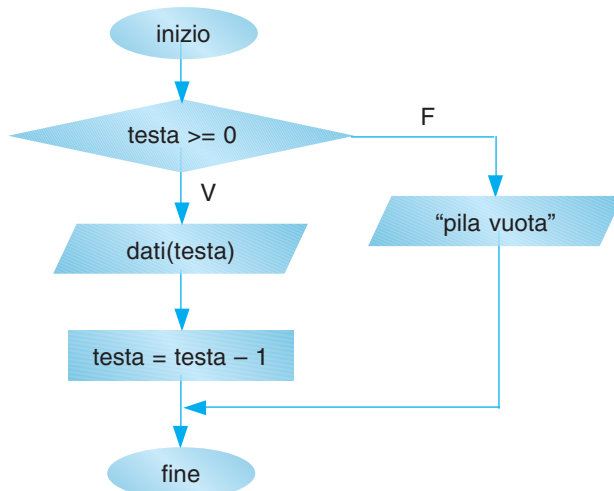 inizio
testa >= 0
F
V
“pila vuota”
dati(testa)
testa = testa – 1
fine